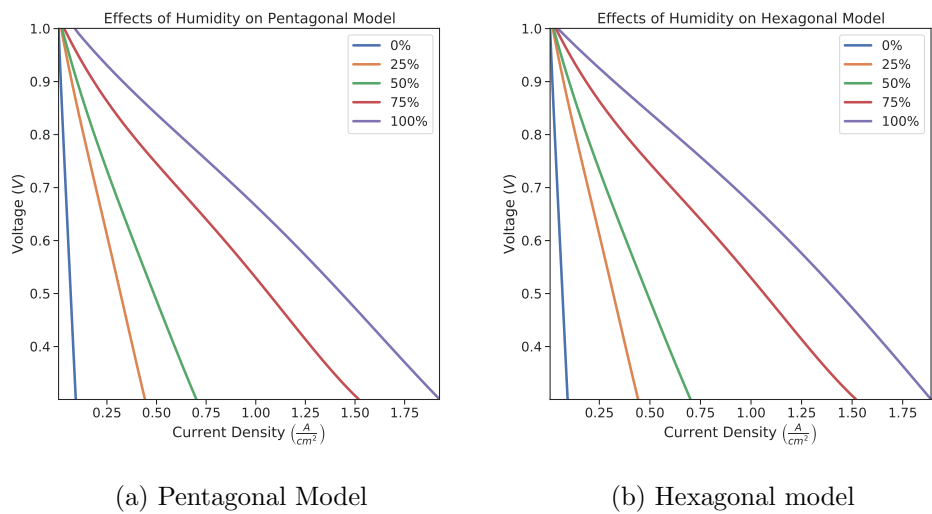 Effects of Humidity on Pentagonal Model
1.0
0.9
0.8
0.7
0.6
0.5
0.4
Voltage (V)
0%
25%
50%
75%
100%
0.25 0.50 0.75 1.00 1.25 1.50 1.75
Current Density (A/cm²)
(a) Pentagonal Model
Effects of Humidity on Hexagonal Model
1.0
0.9
0.8
0.7
0.6
0.5
0.4
Voltage (V)
0%
25%
50%
75%
100%
0.25 0.50 0.75 1.00 1.25 1.50 1.75
Current Density (A/cm²)
(b) Hexagonal model